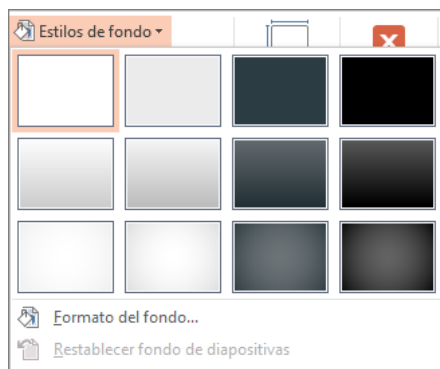 Estilos de fondo
Formato del fondo...
Restablecer fondo de diapositivas